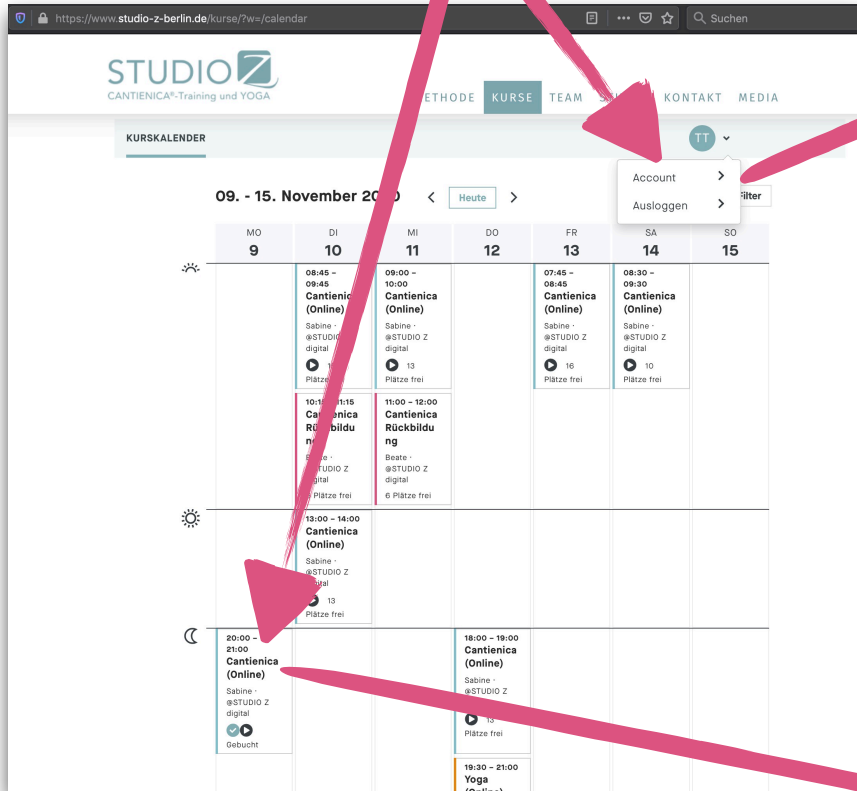 https://www.studio-z-berlin.de/kurse/?w=/calendar
Suchen
STUDIO Z
CANTIENICA®-Training und YOGA
KURSE TEAM KONTAKT MEDIA
KURSKALENDER
TT
Account
Ausloggen
09. - 15. November
Heute
MO DI MI DO FR SA SO
9 10 11 12 13 14 15
08:45 –
09:45
(Online)
Sabine ·
digital
Plätze
09:00 –
10:00
Cantienica
(Online)
Sabine ·
@STUDIO Z
digital
13
Plätze frei
07:45 –
08:45
Cantienica
(Online)
Sabine ·
@STUDIO Z
digital
16
Plätze frei
08:30 –
09:30
Cantienica
(Online)
Sabine ·
@STUDIO Z
digital
10
Plätze frei
Plätze frei
11:00 – 12:00
Cantienica
Rückbildu
ng
Beate ·
@STUDIO Z
digital
6 Plätze frei
13:00 – 14:00
Cantienica
(Online)
Sabine ·
@STUDIO Z
13
Plätze frei
20:00 –
21:00
Cantienica
(Online)
Sabine ·
@STUDIO Z
digital
Gebucht
18:00 – 19:00
Cantienica
(Online)
Sabine ·
@STUDIO Z
13
Plätze frei
19:30 – 21:00
Yoga
(Online)